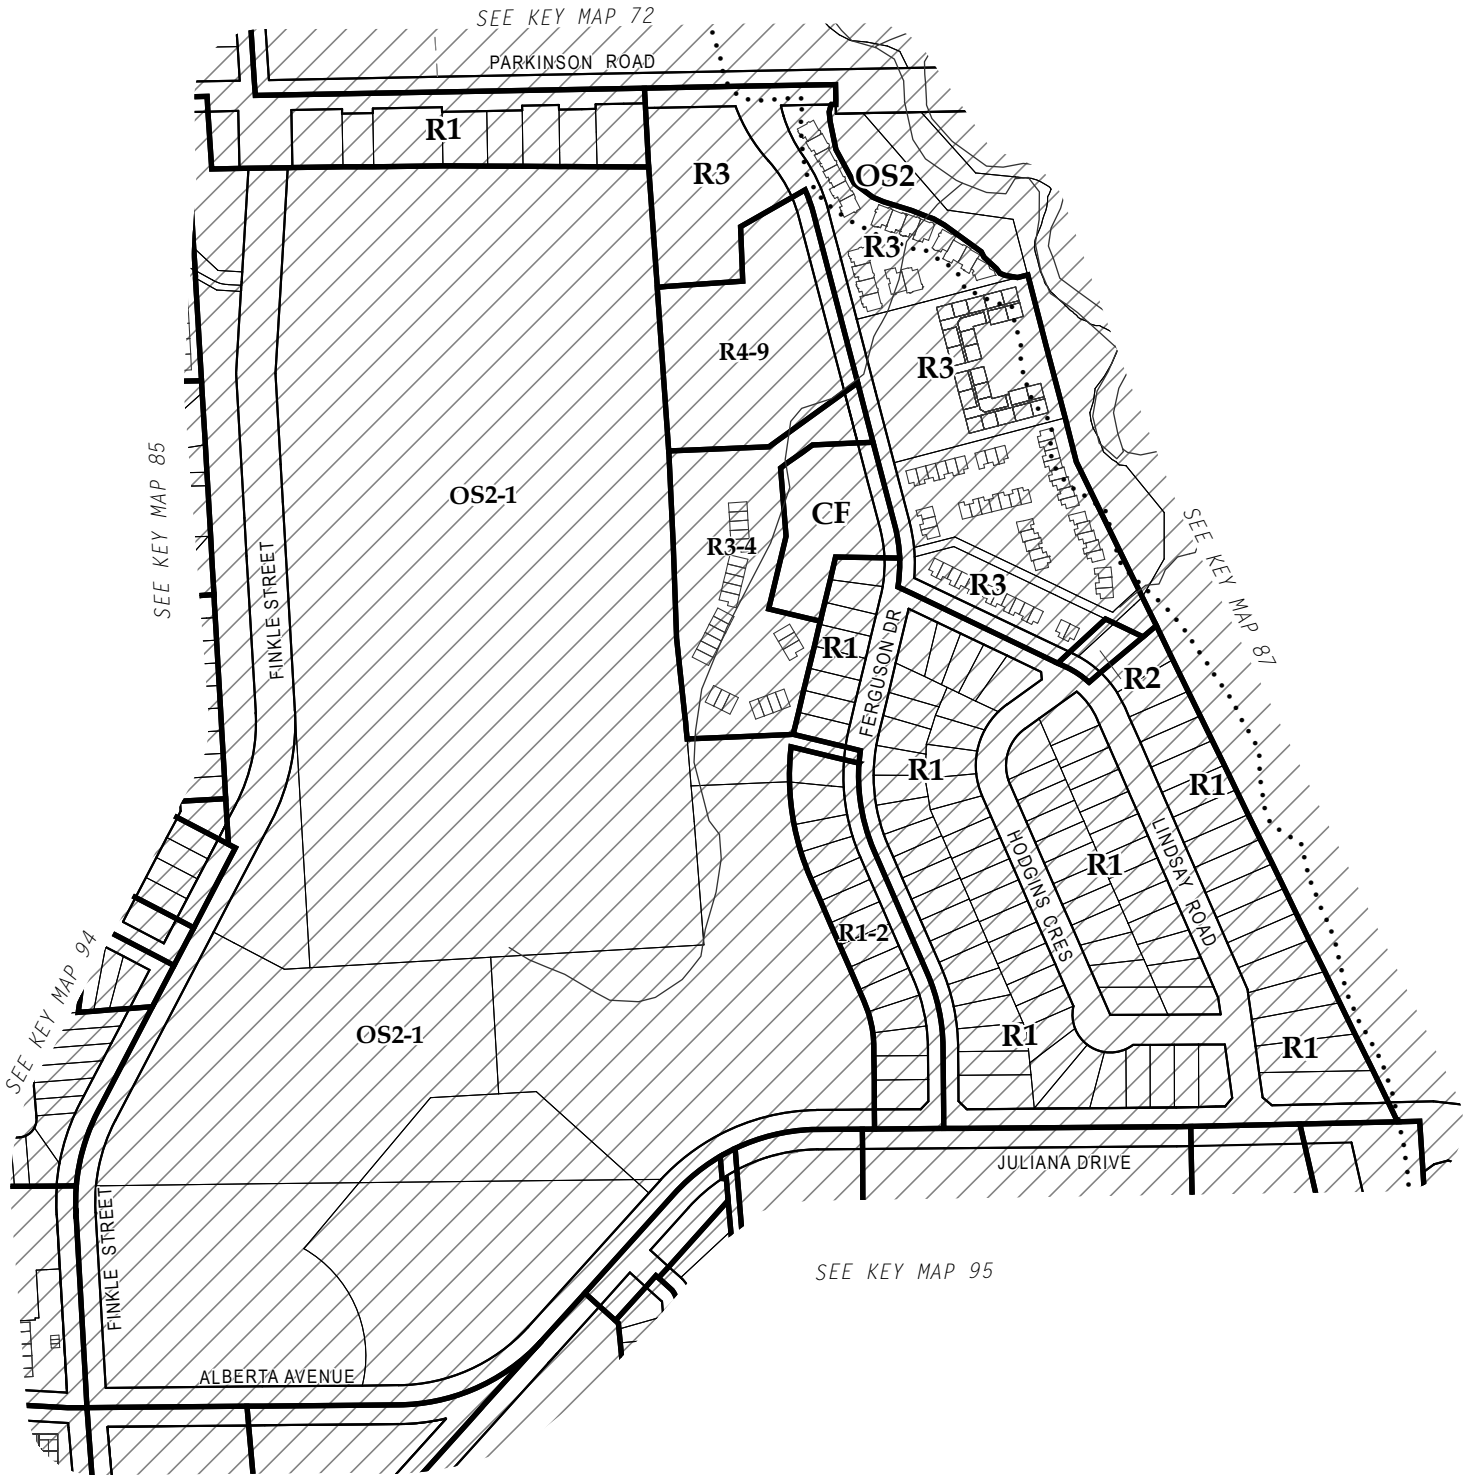 SEE KEY MAP 72
PARKINSON ROAD
R1
R3
OS2
R3
R4-9
R3
SEE KEY MAP 85
OS2-1
CF
R3-4
SEE KEY MAP 87
R3
FINKLE STREET
R1
FERGUSON DR
R2
R1
R1
HODGINS CRES
R1
LINDSAY ROAD
R1-2
SEE KEY MAP 94
OS2-1
R1
R1
JULIANA DRIVE
FINKLE STREET
SEE KEY MAP 95
ALBERTA AVENUE